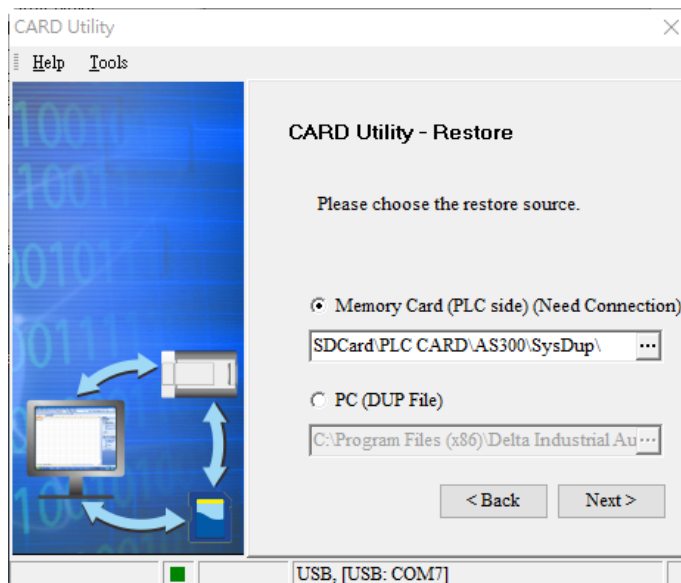 CARD Utility
Help Tools
CARD Utility - Restore
Please choose the restore source.
Memory Card (PLC side) (Need Connection)
SDCard\PLC CARD\AS300\SysDup\ ...
PC (DUP File)
C:\Program Files (x86)\Delta Industrial Au ...
< Back Next >
USB, [USB: COM7]